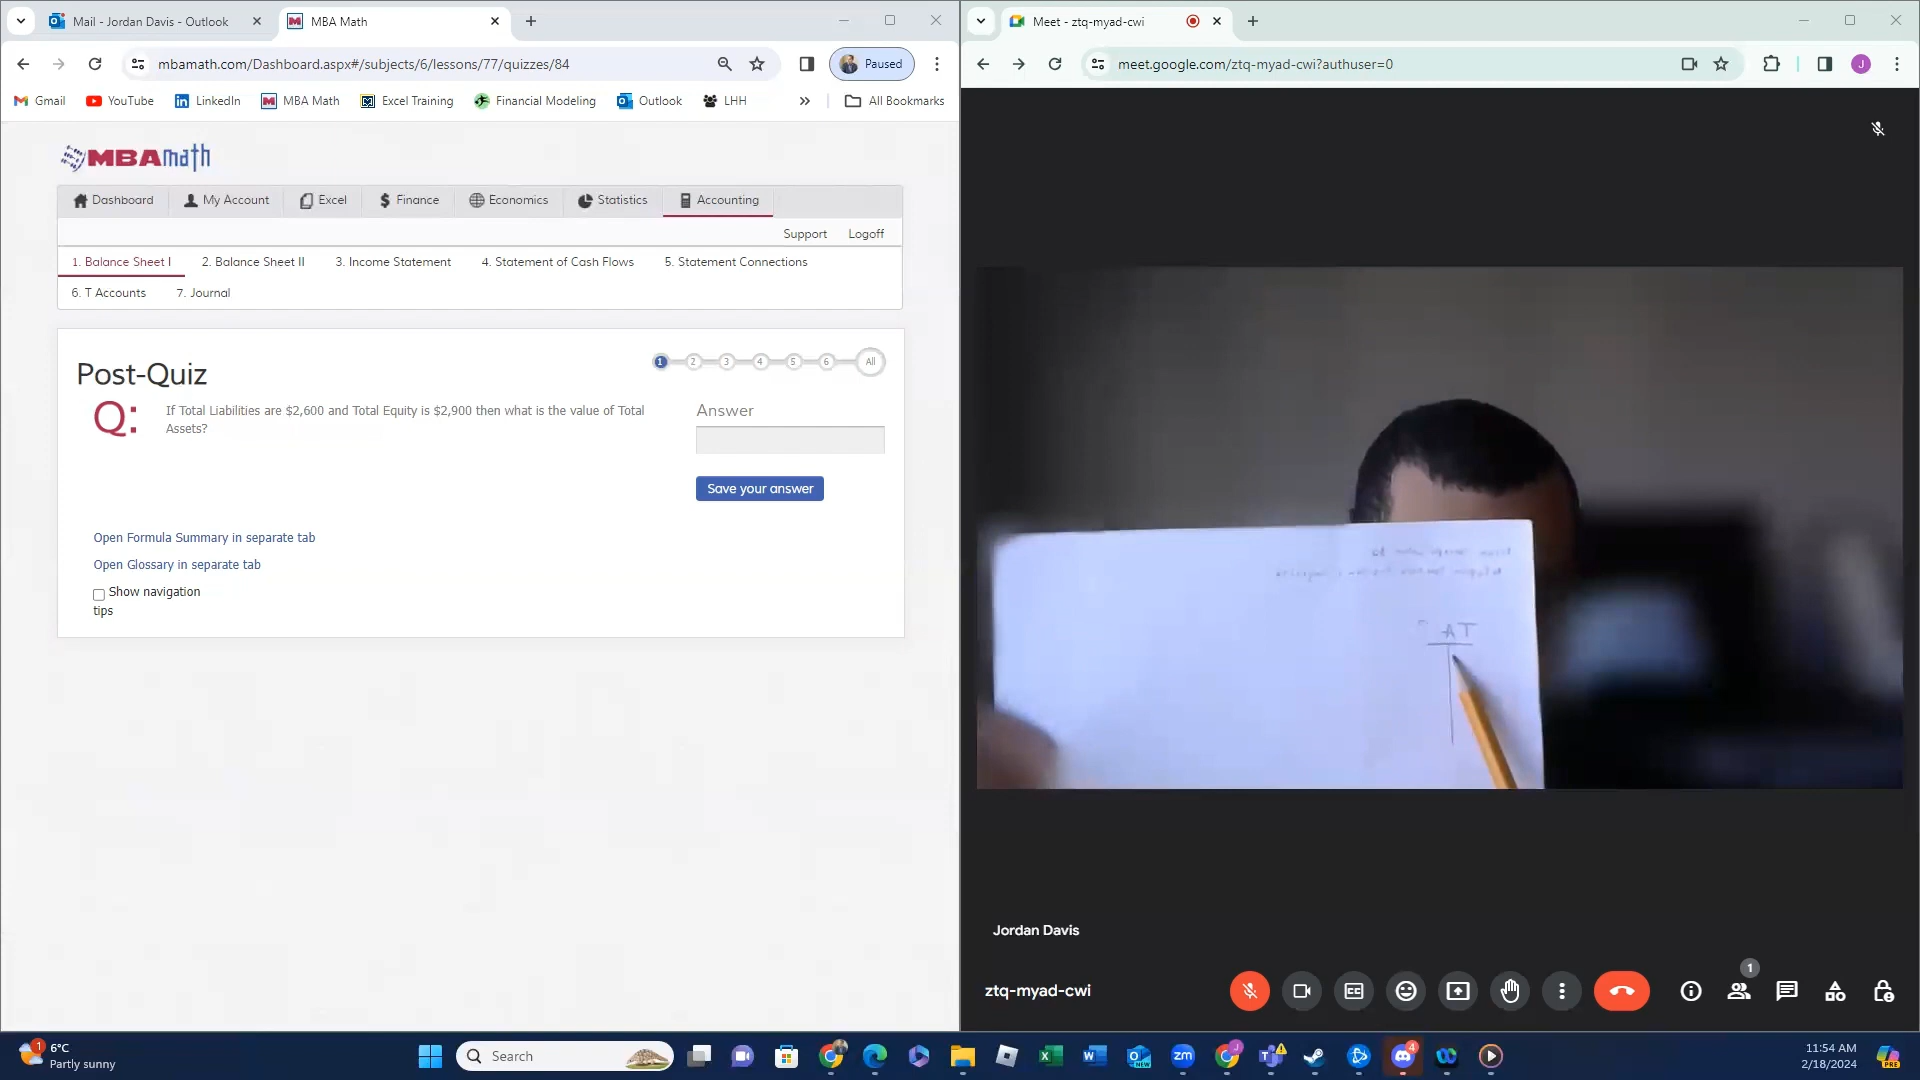 Mail - Jordan Davis - Outlook
MBA Math
mbamath.com/Dashboard.aspx#/subjects/6/lessons/77/quizzes/84
Paused
Gmail
YouTube
LinkedIn
MBA Math
Excel Training
Financial Modeling
Outlook
LHH
All Bookmarks
MBAmath
Dashboard
My Account
Excel
Finance
Economics
Statistics
Accounting
Support
Logoff
1. Balance Sheet I
2. Balance Sheet II
3. Income Statement
4. Statement of Cash Flows
5. Statement Connections
6. T Accounts
7. Journal
Post-Quiz
1
2
3
4
5
6
All
Q:
If Total Liabilities are $2,600 and Total Equity is $2,900 then what is the value of Total
Assets?
Answer
Save your answer
Open Formula Summary in separate tab
Open Glossary in separate tab
Show navigation
tips
Meet - ztq-myad-cwi
meet.google.com/ztq-myad-cwi?authuser=0
J
TA ?
Jordan Davis
ztq-myad-cwi
1
1
6°C
Partly sunny
Search
zm
J
4
11:54 AM
2/18/2024